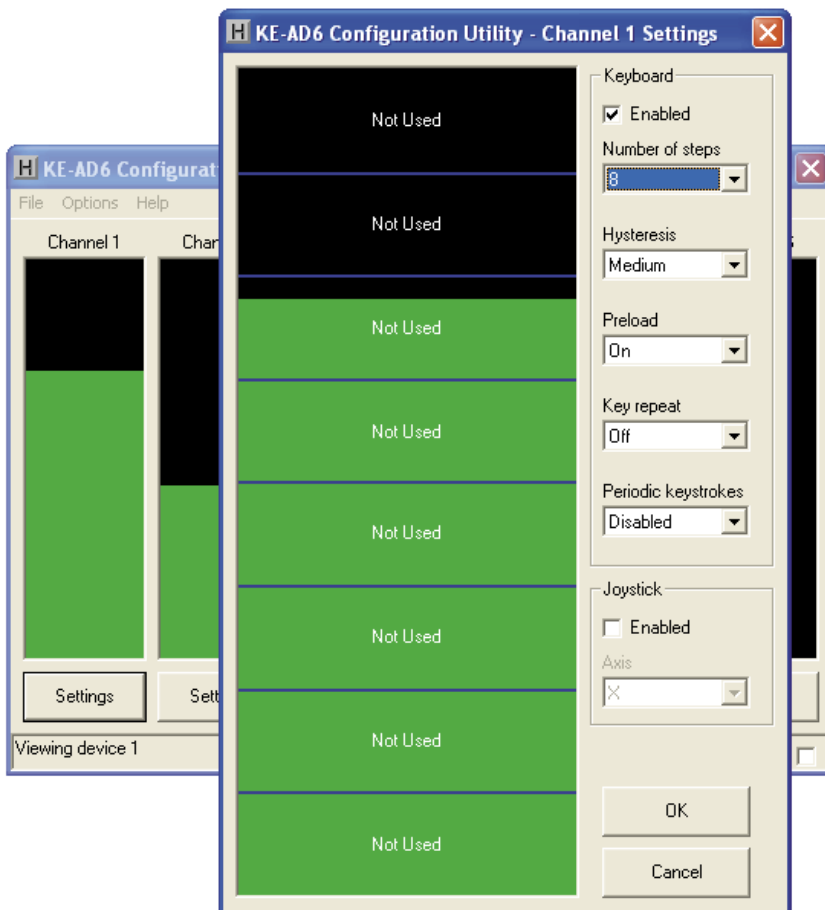 H KE-AD6 Configuration Utility - Channel 1 Settings
Not Used
Not Used
Not Used
Not Used
Not Used
Not Used
Not Used
Not Used
Keyboard
Enabled
Number of steps
8
Hysteresis
Medium
Preload
On
Key repeat
Off
Periodic keystrokes
Disabled
Joystick
Enabled
Axis
X
OK
Cancel
H KE-AD6 Configurat
File Options Help
Channel 1
Chan
Settings
Sett
Viewing device 1